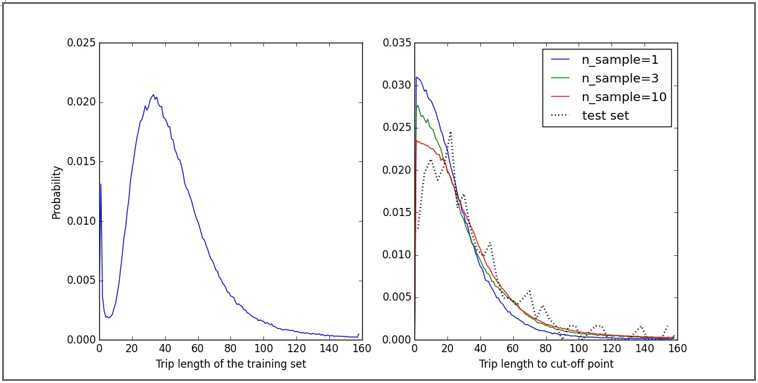 0.025
0.020
0.015
0.010
0.005
0.000
0 20 40 60 80 100 120 140 160
Probability
Trip length of the training set
0.035
0.030
0.025
0.020
0.015
0.010
0.005
0.000
0 20 40 60 80 100 120 140 160
Trip length to cut-off point
n_sample=1
n_sample=3
n_sample=10
test set